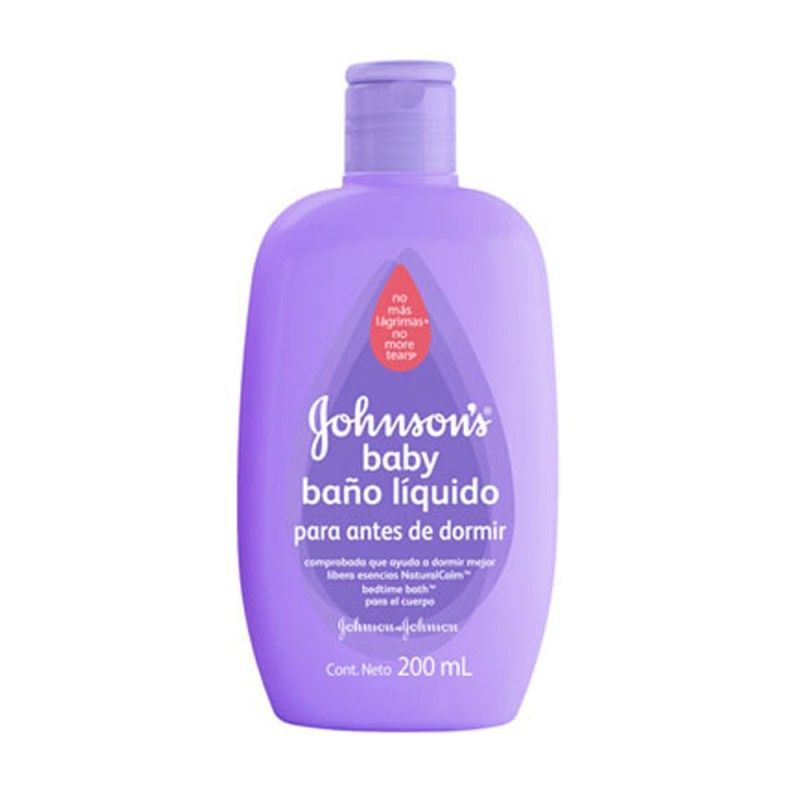 no
más
lágrimas®
no
more
tears®
Johnson's®
baby
baño líquido
para antes de dormir
comprobada que ayuda a dormir mejor
libera esencias NaturalCalm™
bedtime bath™
para el cuerpo
Johnson & Johnson
Cont. Neto 200 mL